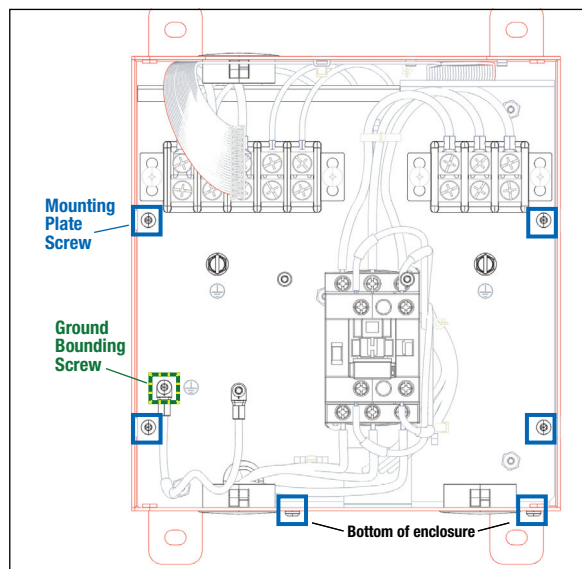 Mounting
Plate
Screw
Ground
Bounding
Screw
Bottom of enclosure